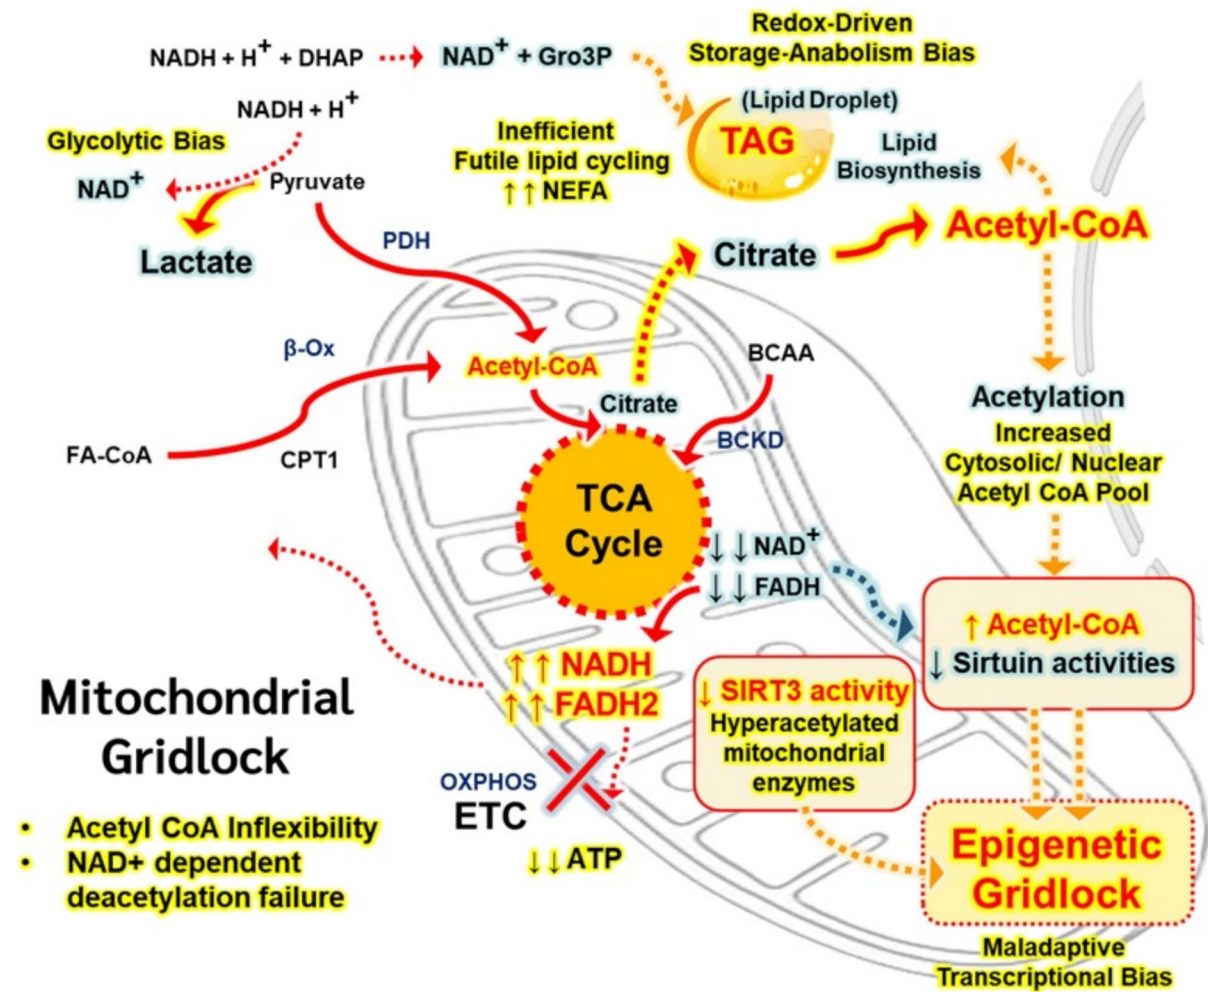 Redox-Driven
Storage-Anabolism Bias
NADH + H+ + DHAP
NAD+ + Gro3P
(Lipid Droplet)
TAG
NADH + H+
Glycolytic Bias
Inefficient
Futile lipid cycling
↑↑ NEFA
Lipid
Biosynthesis
NAD+
Pyruvate
Lactate
PDH
Citrate
Acetyl-CoA
β-Ox
Acetyl-CoA
BCAA
Citrate
FA-CoA
CPT1
BCKD
Acetylation
Increased
Cytosolic/ Nuclear
Acetyl CoA Pool
TCA
Cycle
↓↓ NAD+
↓↓ FADH
↑ Acetyl-CoA
↓ Sirtuin activities
↑↑ NADH
↑↑ FADH2
↓ SIRT3 activity
Hyperacetylated
mitochondrial
enzymes
Mitochondrial
Gridlock
OXPHOS
ETC
↓↓ ATP
• Acetyl CoA Inflexibility
• NAD+ dependent
deacetylation failure
Epigenetic
Gridlock
Maladaptive
Transcriptional Bias